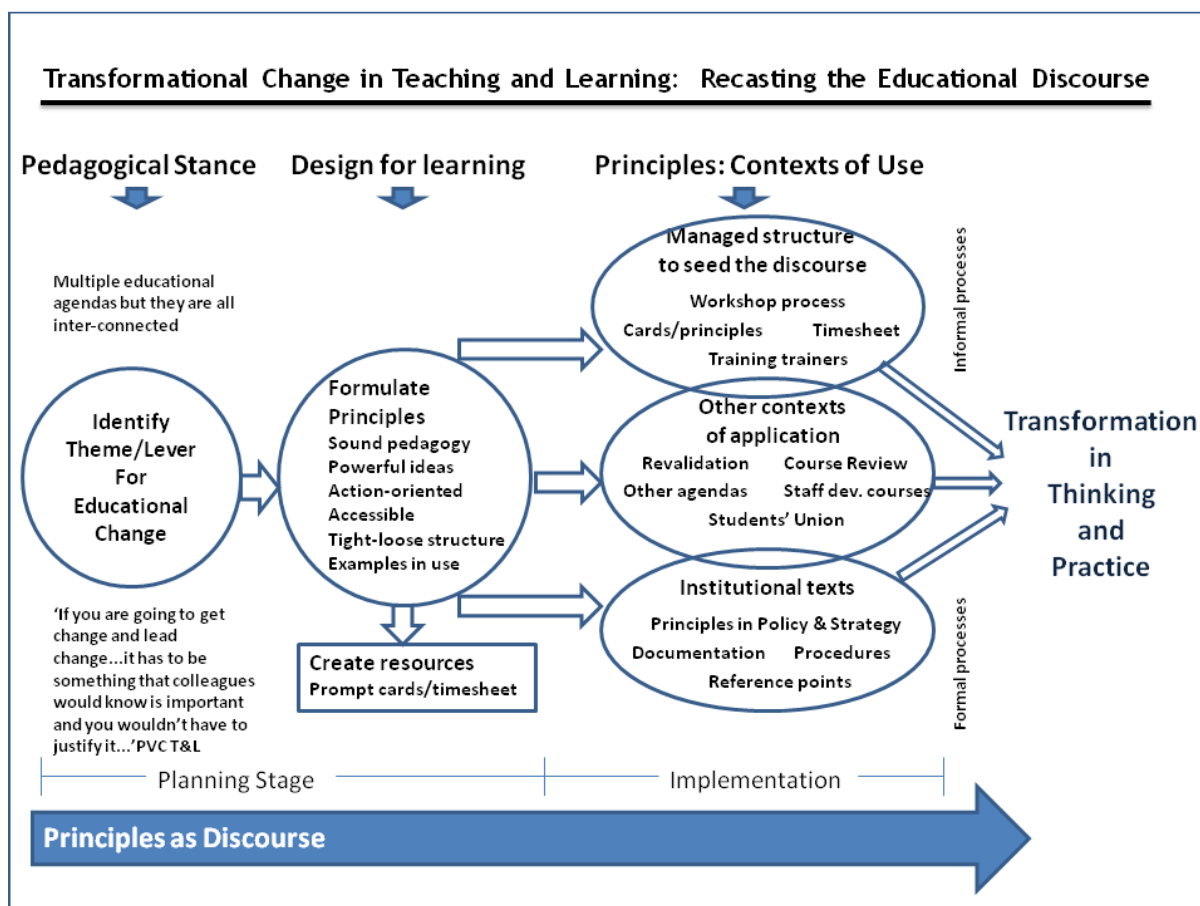 Transformational Change in Teaching and Learning: Recasting the Educational Discourse
Pedagogical Stance
Design for learning
Principles: Contexts of Use
Multiple educational
agendas but they are all
inter-connected
Identify
Theme/Lever
For
Educational
Change
'If you are going to get
change and lead
change...it has to be
something that colleagues
would know is important
and you wouldn't have to
justify it...'PVC T&L
Formulate
Principles
Sound pedagogy
Powerful ideas
Action-oriented
Accessible
Tight-loose structure
Examples in use
Create resources
Prompt cards/timesheet
Managed structure
to seed the discourse
Workshop process
Cards/principles Timesheet
Training trainers
Other contexts
of application
Revalidation Course Review
Other agendas Staff dev. courses
Students' Union
Institutional texts
Principles in Policy & Strategy
Documentation Procedures
Reference points
Informal processes
Formal processes
Transformation
in
Thinking
and
Practice
Planning Stage
Implementation
Principles as Discourse